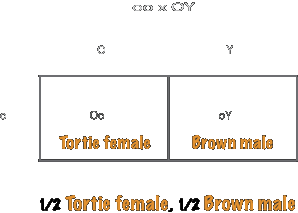 oo x OY
O Y
o Oo oY
Tortie female Brown male
1/2 Tortie female, 1/2 Brown male